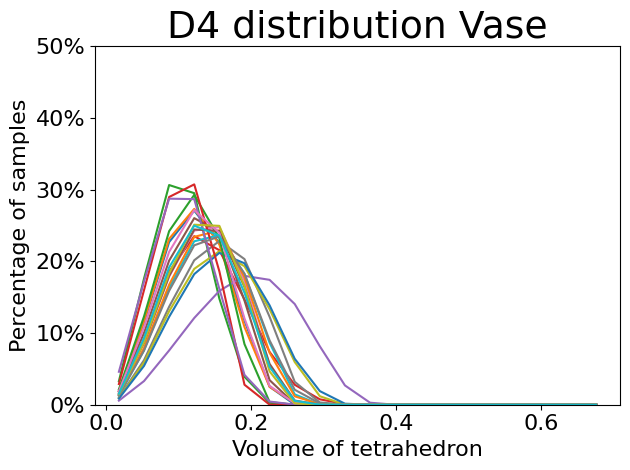 D4 distribution Vase
50%
40%
30%
20%
10%
0%
Percentage of samples
0.0 0.2 0.4 0.6
Volume of tetrahedron